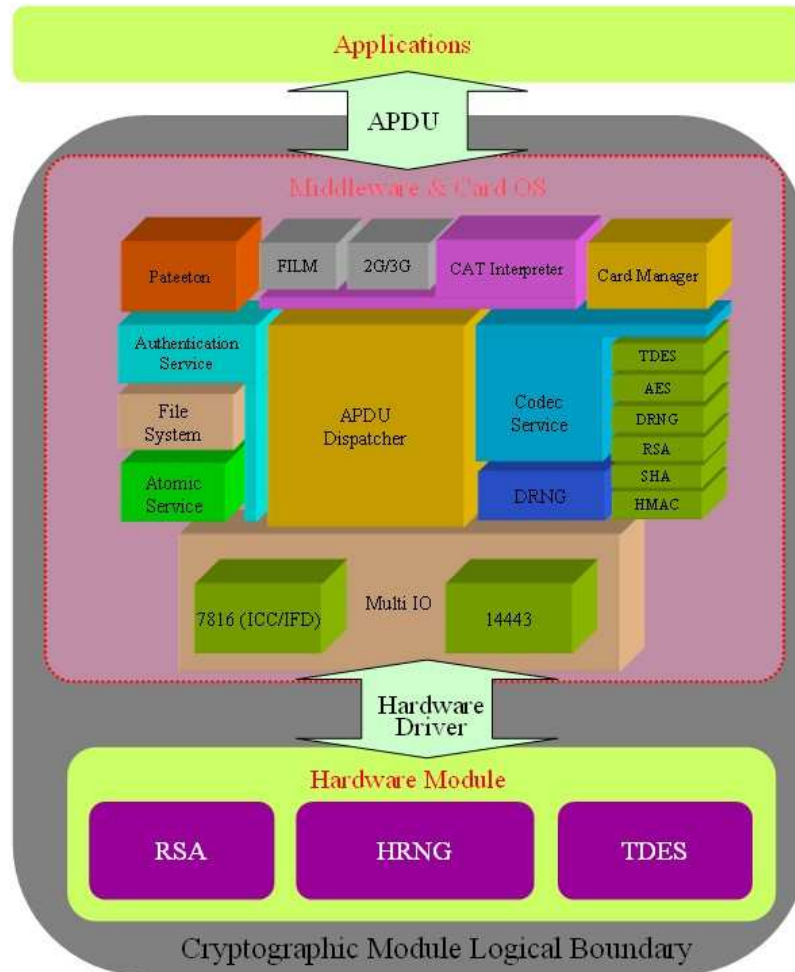 Applications
APDU
Middleware & Card OS
Pateeton
FILM
2G/3G
CAT Interpreter
Card Manager
Authentication
Service
File
System
Atomic
Service
APDU
Dispatcher
Codec
Service
DRNG
TDES
AES
DRNG
RSA
SHA
HMAC
7816 (ICC/IFD)
Multi IO
14443
Hardware
Driver
Hardware Module
RSA
HRNG
TDES
Cryptographic Module Logical Boundary